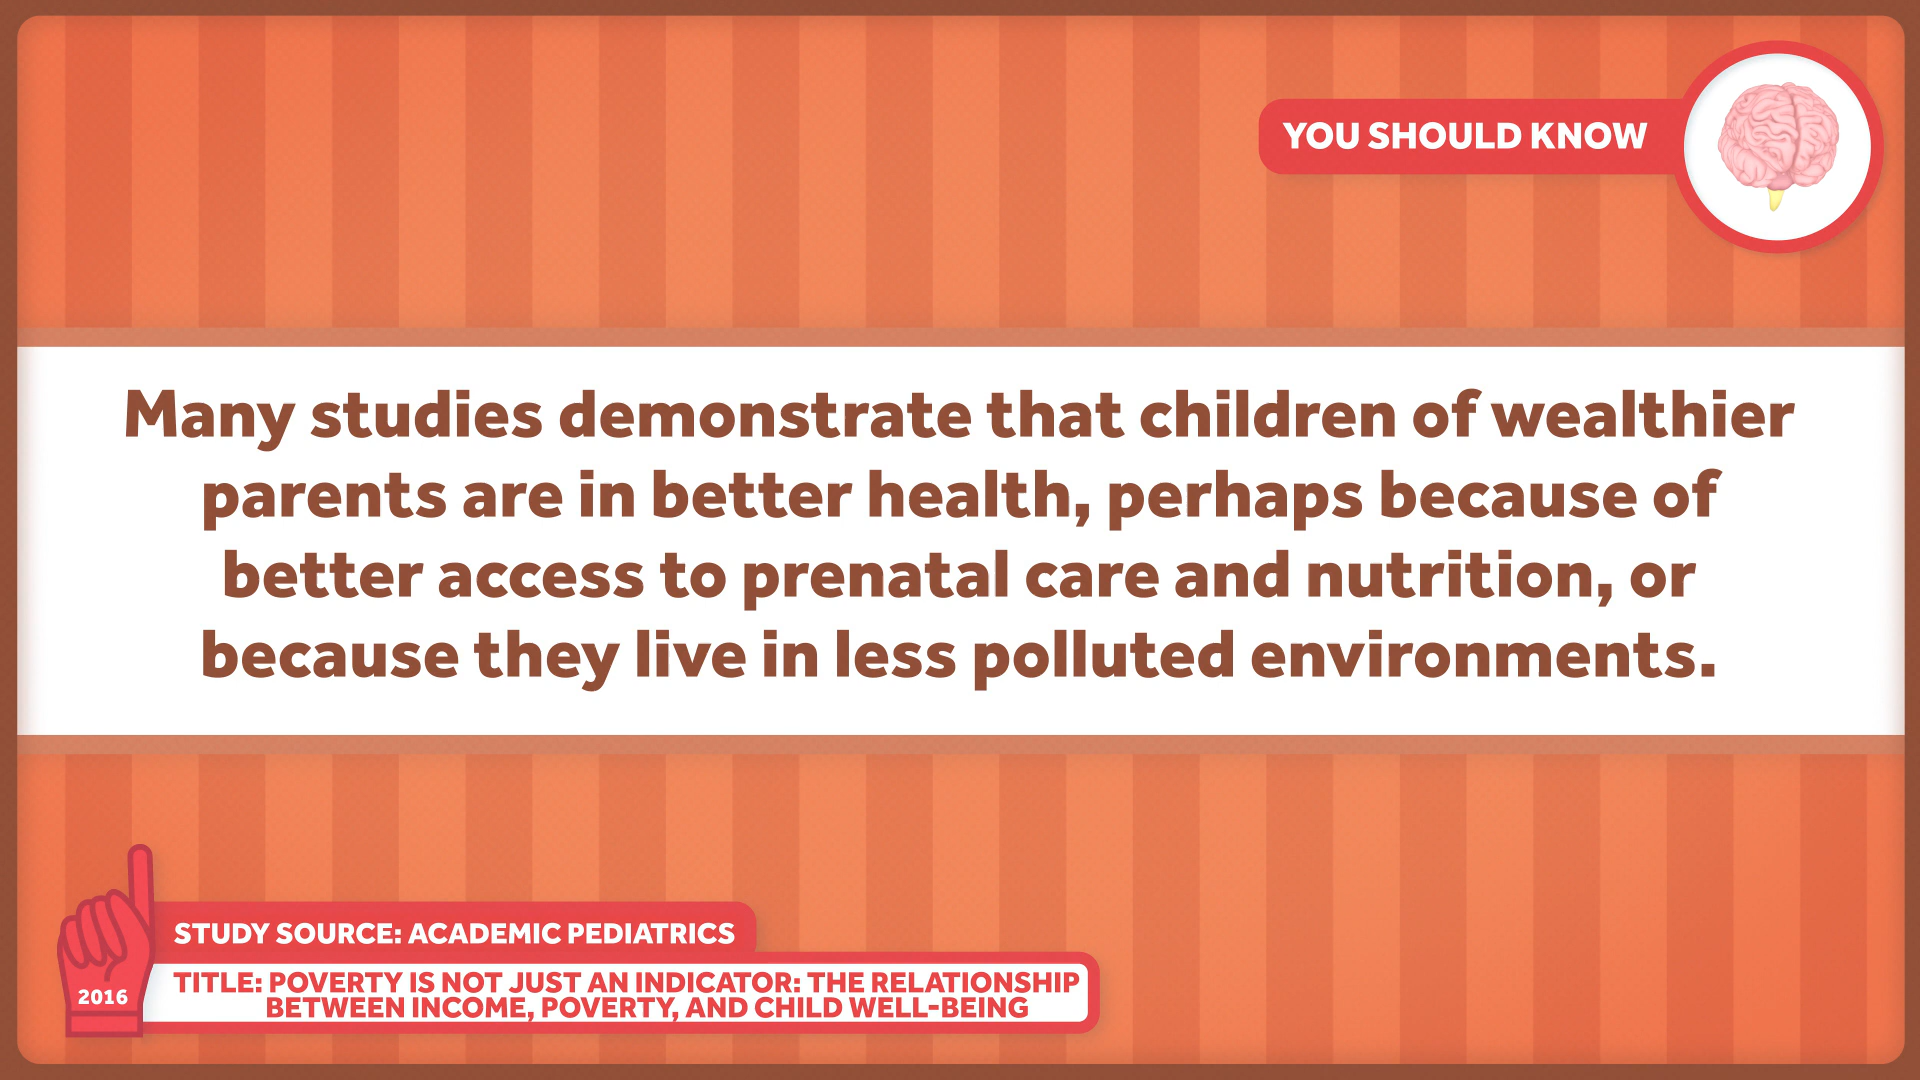 YOU SHOULD KNOW
Many studies demonstrate that children of wealthier
parents are in better health, perhaps because of
better access to prenatal care and nutrition, or
because they live in less polluted environments.
STUDY SOURCE: ACADEMIC PEDIATRICS
TITLE: POVERTY IS NOT JUST AN INDICATOR: THE RELATIONSHIP
BETWEEN INCOME, POVERTY, AND CHILD WELL-BEING
2016